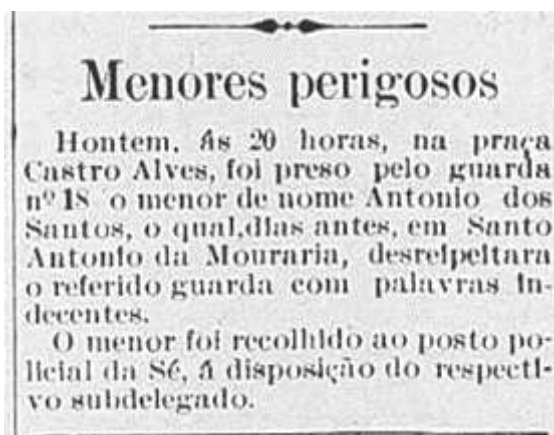 Menores perigosos
Hontem, ás 20 horas, na praça
Castro Alves, foi preso pelo guarda
nº 18 o menor de nome Antonio dos
Santos, o qual,dias antes, em Santo
Antonio da Mouraria, desreipeitara
o referido guarda com palavras in-
decentes.
O menor foi recolhido ao posto po-
licial da Sé, á disposição do respecti-
vo subdelegado.